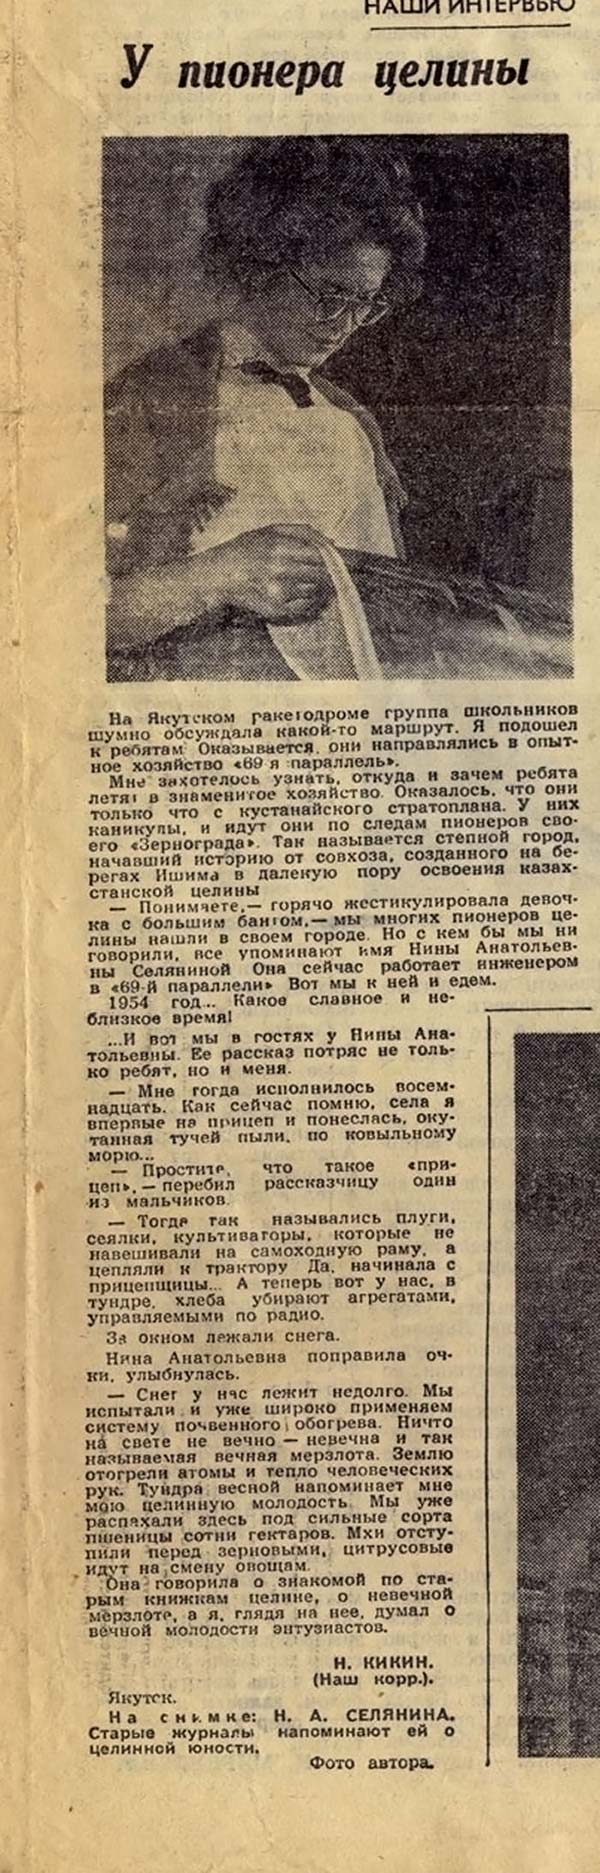 НАШИ ИНТЕРВЬЮ
У пионера целины
На Якутском ракетодроме группа школьников
шумно обсуждала какой-то маршрут. Я подошел
к ребятам. Оказывается, они направлялись в опыт-
ное хозяйство «69-я параллель».
Мне захотелось узнать, откуда и зачем ребята
летят в знаменитое хозяйство. Оказалось, что они
только что с кустанайского стратоплана. У них
каникулы, и идут они по следам пионеров сво-
его «Зернограда». Так называется степной город,
начавший историю от совхоза, созданного на бе-
регах Ишима в далекую пору освоения казах-
станской целины
— Понимаете,— горячо жестикулировала девоч-
ка с большим бантом,— мы многих пионеров це-
лины нашли в своем городе. Но с кем бы мы ни
говорили, все упоминают имя Нины Анатольев-
ны Селяниной Она сейчас работает инженером
в «69-й параллели» Вот мы к ней и едем.
1954 год... Какое славное и не-
близкое время!
...И вот мы в гостях у Нины Ана-
тольевны. Ее рассказ потряс не толь-
ко ребят, но и меня.
— Мне тогда исполнилось восем-
надцать. Как сейчас помню, села я
впервые на прицеп и понеслась, оку-
танная тучей пыли, по ковыльному
морю...
— Простите, что такое «при-
цеп», — перебил рассказчицу один
из мальчиков.
— Тогда так назывались плуги,
сеялки, культиваторы, которые не
навешивали на самоходную раму, а
цепляли к трактору Да, начинала с
прицепщицы... А теперь вот у нас, в
тундре, хлеба убирают агрегатами,
управляемыми по радио.
За окном лежали снега.
Нина Анатольевна поправила оч-
ки, улыбнулась.
— Снег у нас лежит недолго. Мы
испытали и уже широко применяем
систему почвенного обогрева. Ничто
на свете не вечно — невечна и так
называемая вечная мерзлота. Землю
отогрели атомы и тепло человеческих
рук. Тундра весной напоминает мне
мою целинную молодость. Мы уже
распахали здесь под сильные сорта
пшеницы сотни гектаров. Мхи отсту-
пили перед зерновыми, цитрусовые
идут на смену овощам.
Она говорила о знакомой по ста-
рым книжкам целине, о невечной
мерзлоте, а я, глядя на нее, думал о
вечной молодости энтузиастов.
Н. КИКИН.
(Наш корр.).
Якутск.
На снимке: Н. А. СЕЛЯНИНА.
Старые журналы напоминают ей о
целинной юности.
Фото автора.